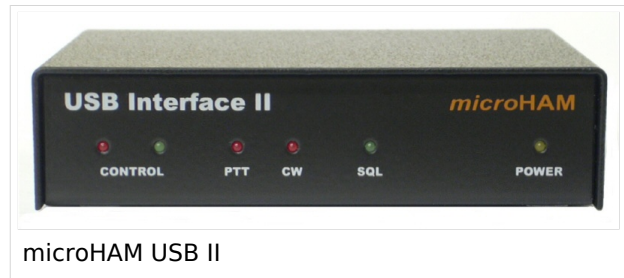 USB Interface II microHAM
CONTROL PTT CW SQL POWER
microHAM USB II